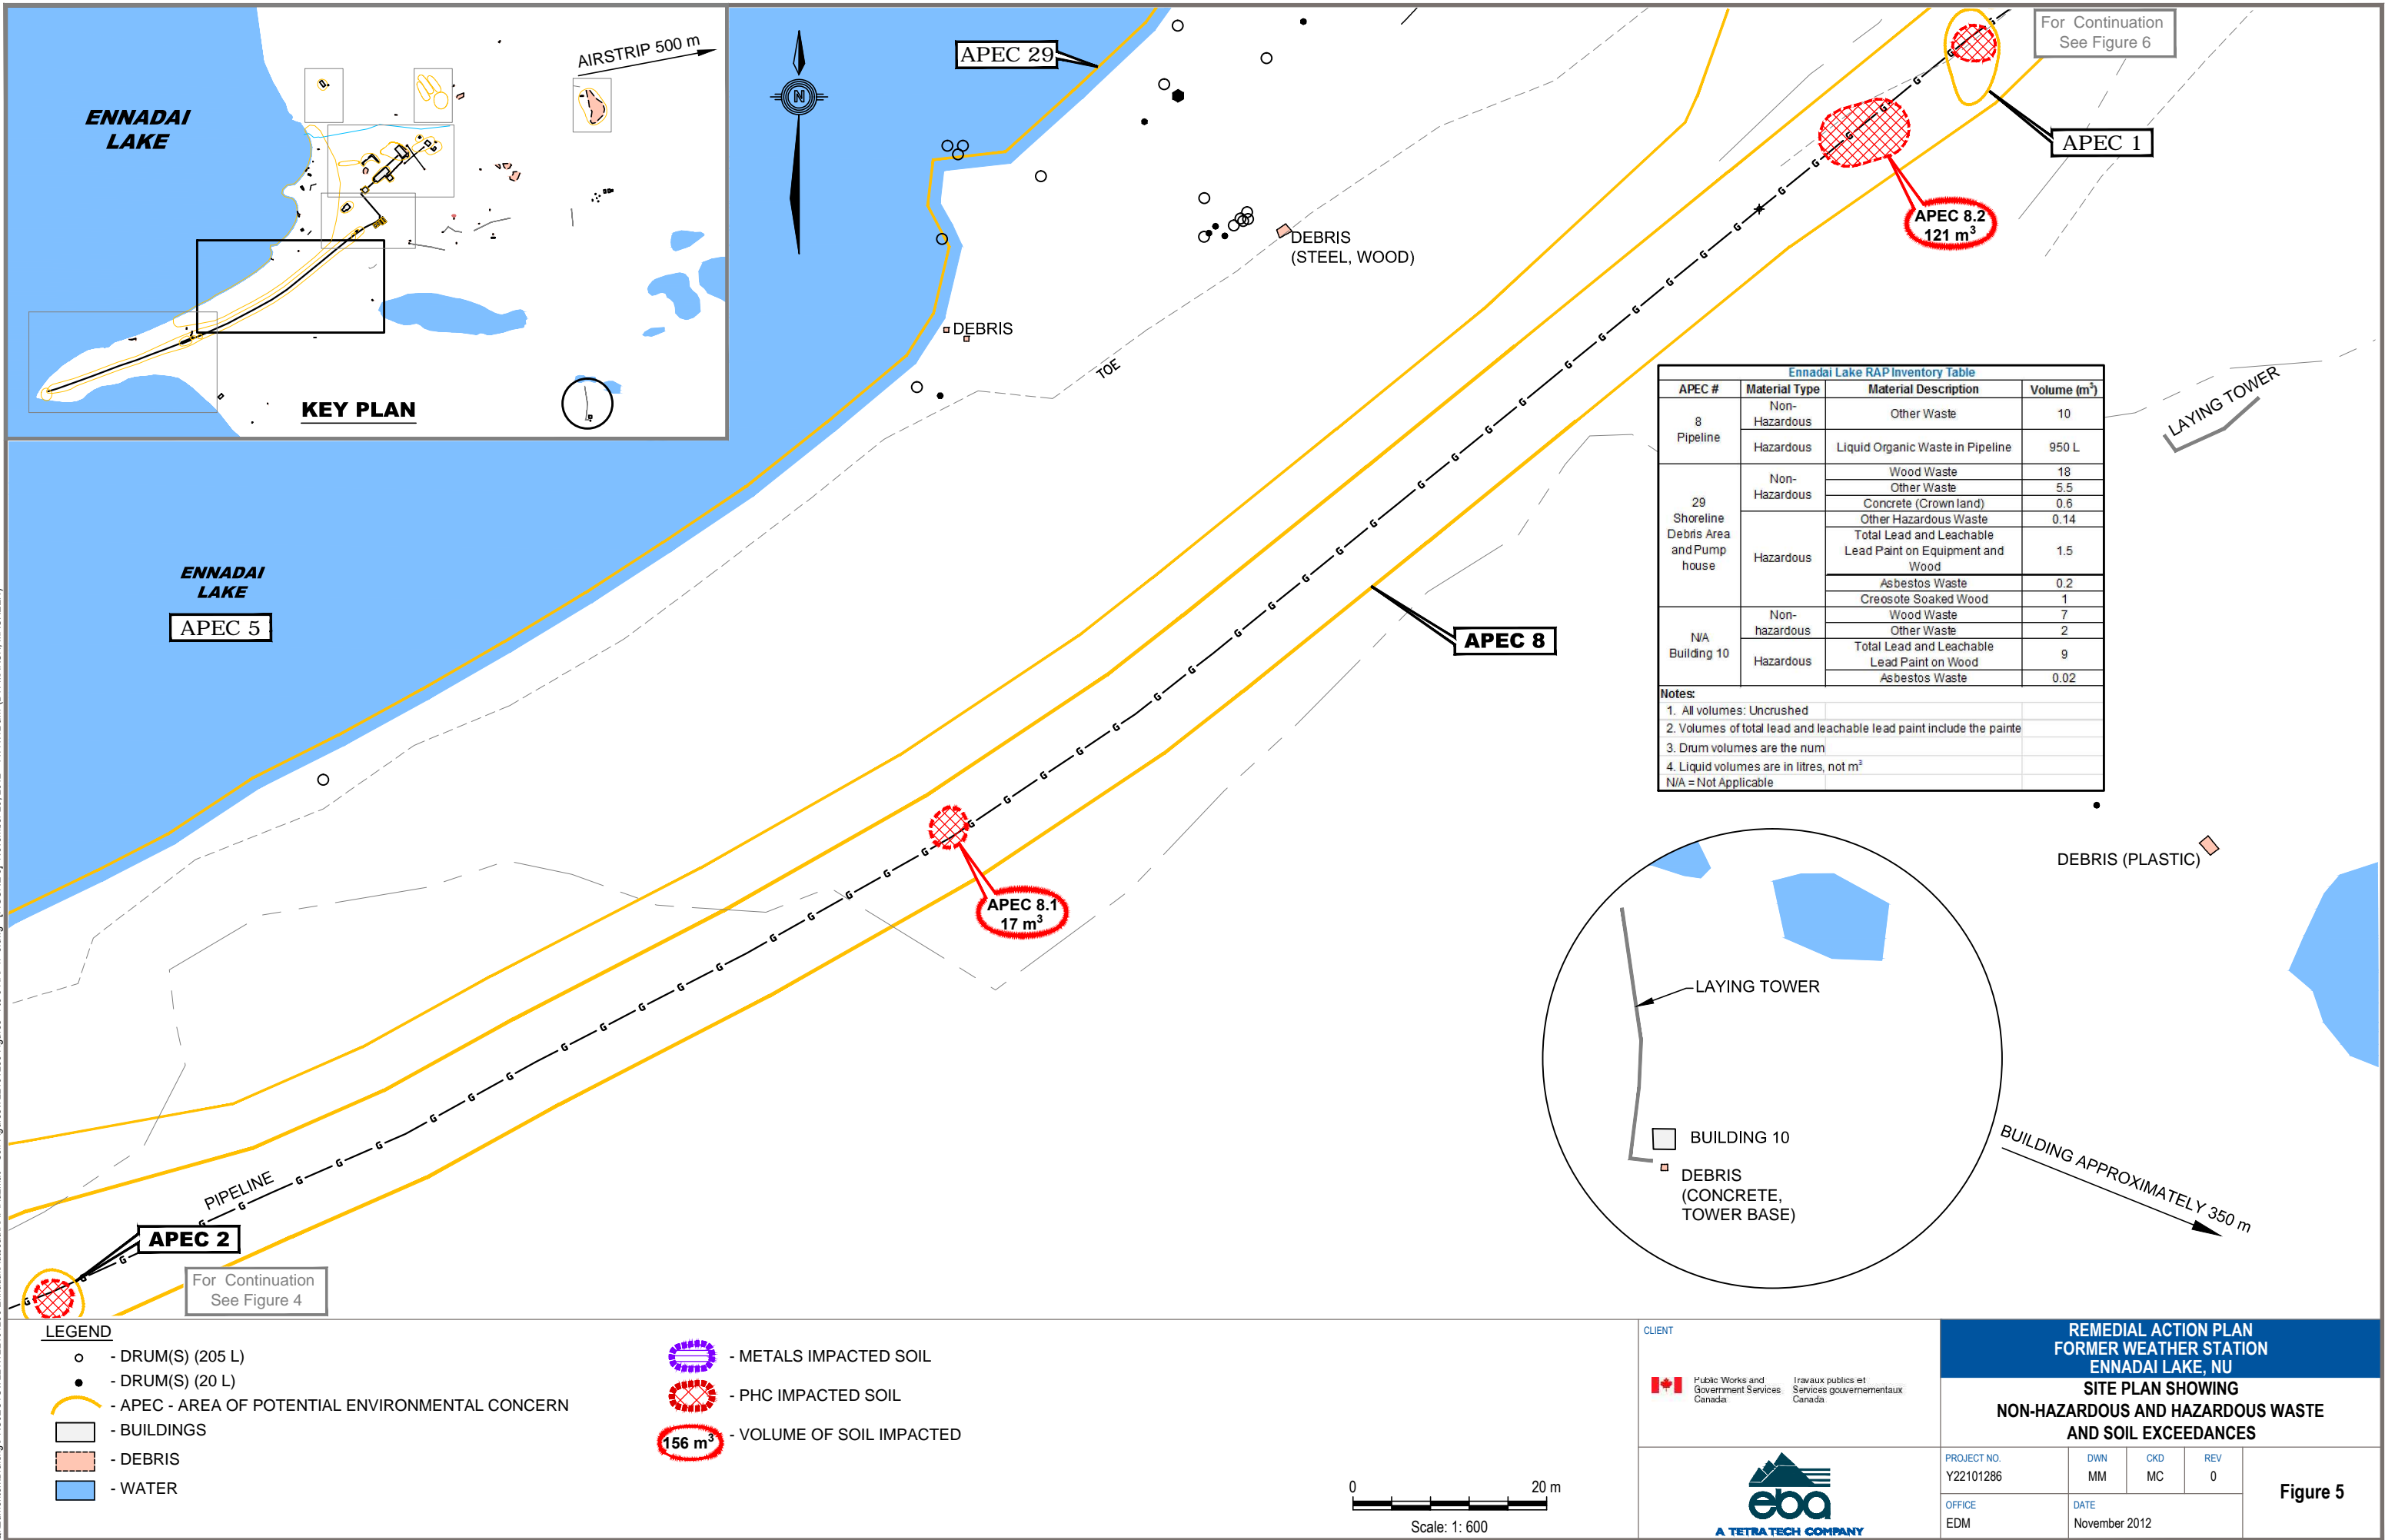 ENNADAI
LAKE
AIRSTRIP 500 m
KEY PLAN
N
APEC 29
For Continuation
See Figure 6
APEC 1
APEC 8.2
121 m³
DEBRIS
(STEEL, WOOD)
DEBRIS
TOE
LAYING TOWER
Ennadai Lake RAP Inventory Table
APEC # Material Type Material Description Volume (m³)
8
Pipeline
Non-
Hazardous
Other Waste 10
Hazardous Liquid Organic Waste in Pipeline 950 L
29
Shoreline
Debris Area
and Pump
house
Non-
Hazardous
Wood Waste 18
Other Waste 5.5
Concrete (Crown land) 0.6
Hazardous
Other Hazardous Waste 0.14
Total Lead and Leachable
Lead Paint on Equipment and
Wood
1.5
Asbestos Waste 0.2
Creosote Soaked Wood 1
N/A
Building 10
Non-
hazardous
Wood Waste 7
Other Waste 2
Hazardous
Total Lead and Leachable
Lead Paint on Wood
9
Asbestos Waste 0.02
Notes:
1. All volumes: Uncrushed
2. Volumes of total lead and leachable lead paint include the painte
3. Drum volumes are the num
4. Liquid volumes are in litres, not m³
N/A = Not Applicable
ENNADAI
LAKE
APEC 5
APEC 8
APEC 8.1
17 m³
DEBRIS (PLASTIC)
LAYING TOWER
BUILDING 10
DEBRIS
(CONCRETE,
TOWER BASE)
BUILDING APPROXIMATELY 350 m
PIPELINE
G G G G G G G G G G G G G G G G G G G G G G G G G G G G G G G G G G G G G G G G G G G G G G G G
APEC 2
For Continuation
See Figure 4
LEGEND
- DRUM(S) (205 L)
- DRUM(S) (20 L)
- APEC - AREA OF POTENTIAL ENVIRONMENTAL CONCERN
- BUILDINGS
- DEBRIS
- WATER
- METALS IMPACTED SOIL
- PHC IMPACTED SOIL
156 m³ - VOLUME OF SOIL IMPACTED
0 20 m
Scale: 1: 600
CLIENT
Public Works and
Government Services
Canada
Travaux publics et
Services gouvernementaux
Canada
eba
A TETRA TECH COMPANY
REMEDIAL ACTION PLAN
FORMER WEATHER STATION
ENNADAI LAKE, NU
SITE PLAN SHOWING
NON-HAZARDOUS AND HAZARDOUS WASTE
AND SOIL EXCEEDANCES
PROJECT NO.
Y22101286
DWN
MM
CKD
MC
REV
0
OFFICE
EDM
DATE
November 2012
Figure 5